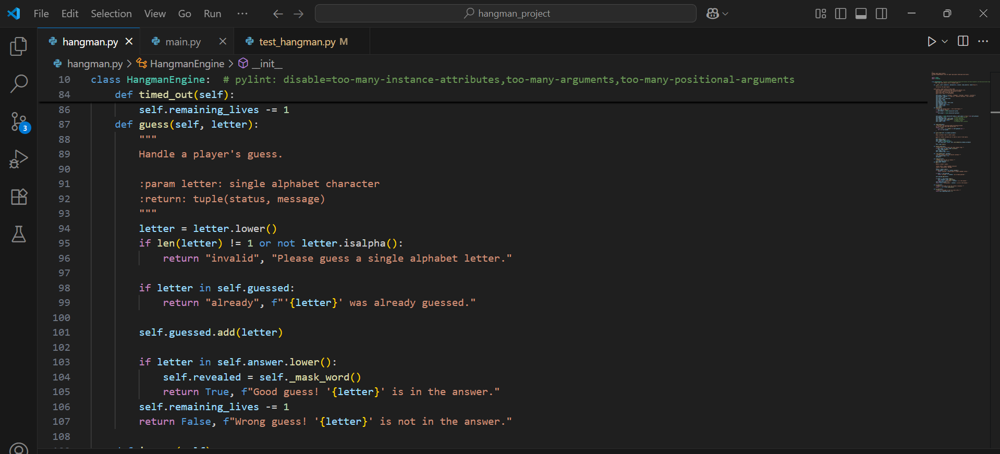 File Edit Selection View Go Run ··· hangman_project
hangman.py main.py test_hangman.py M
hangman.py > HangmanEngine > __init__
10 class HangmanEngine:  # pylint: disable=too-many-instance-attributes,too-many-arguments,too-many-positional-arguments
84     def timed_out(self):
86         self.remaining_lives -= 1
87     def guess(self, letter):
88         """
89         Handle a player's guess.
90
91         :param letter: single alphabet character
92         :return: tuple(status, message)
93         """
94         letter = letter.lower()
95         if len(letter) != 1 or not letter.isalpha():
96             return "invalid", "Please guess a single alphabet letter."
97
98         if letter in self.guessed:
99             return "already", f"'{letter}' was already guessed."
100
101         self.guessed.add(letter)
102
103         if letter in self.answer.lower():
104             self.revealed = self._mask_word()
105             return True, f"Good guess! '{letter}' is in the answer."
106         self.remaining_lives -= 1
107         return False, f"Wrong guess! '{letter}' is not in the answer."
108
3